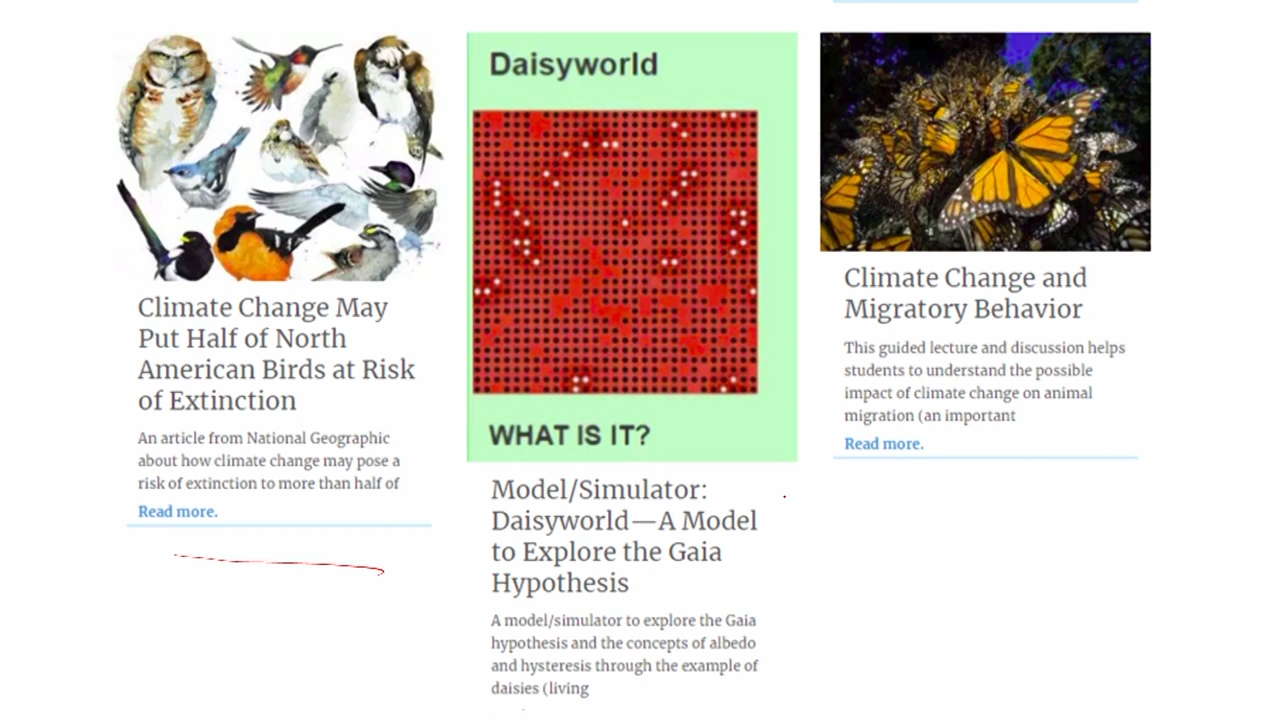 Climate Change May
Put Half of North
American Birds at Risk
of Extinction
An article from National Geographic
about how climate change may pose a
risk of extinction to more than half of
Read more.
Daisyworld
WHAT IS IT?
Model/Simulator:
Daisyworld—A Model
to Explore the Gaia
Hypothesis
A model/simulator to explore the Gaia
hypothesis and the concepts of albedo
and hysteresis through the example of
daisies (living
Climate Change and
Migratory Behavior
This guided lecture and discussion helps
students to understand the possible
impact of climate change on animal
migration (an important
Read more.